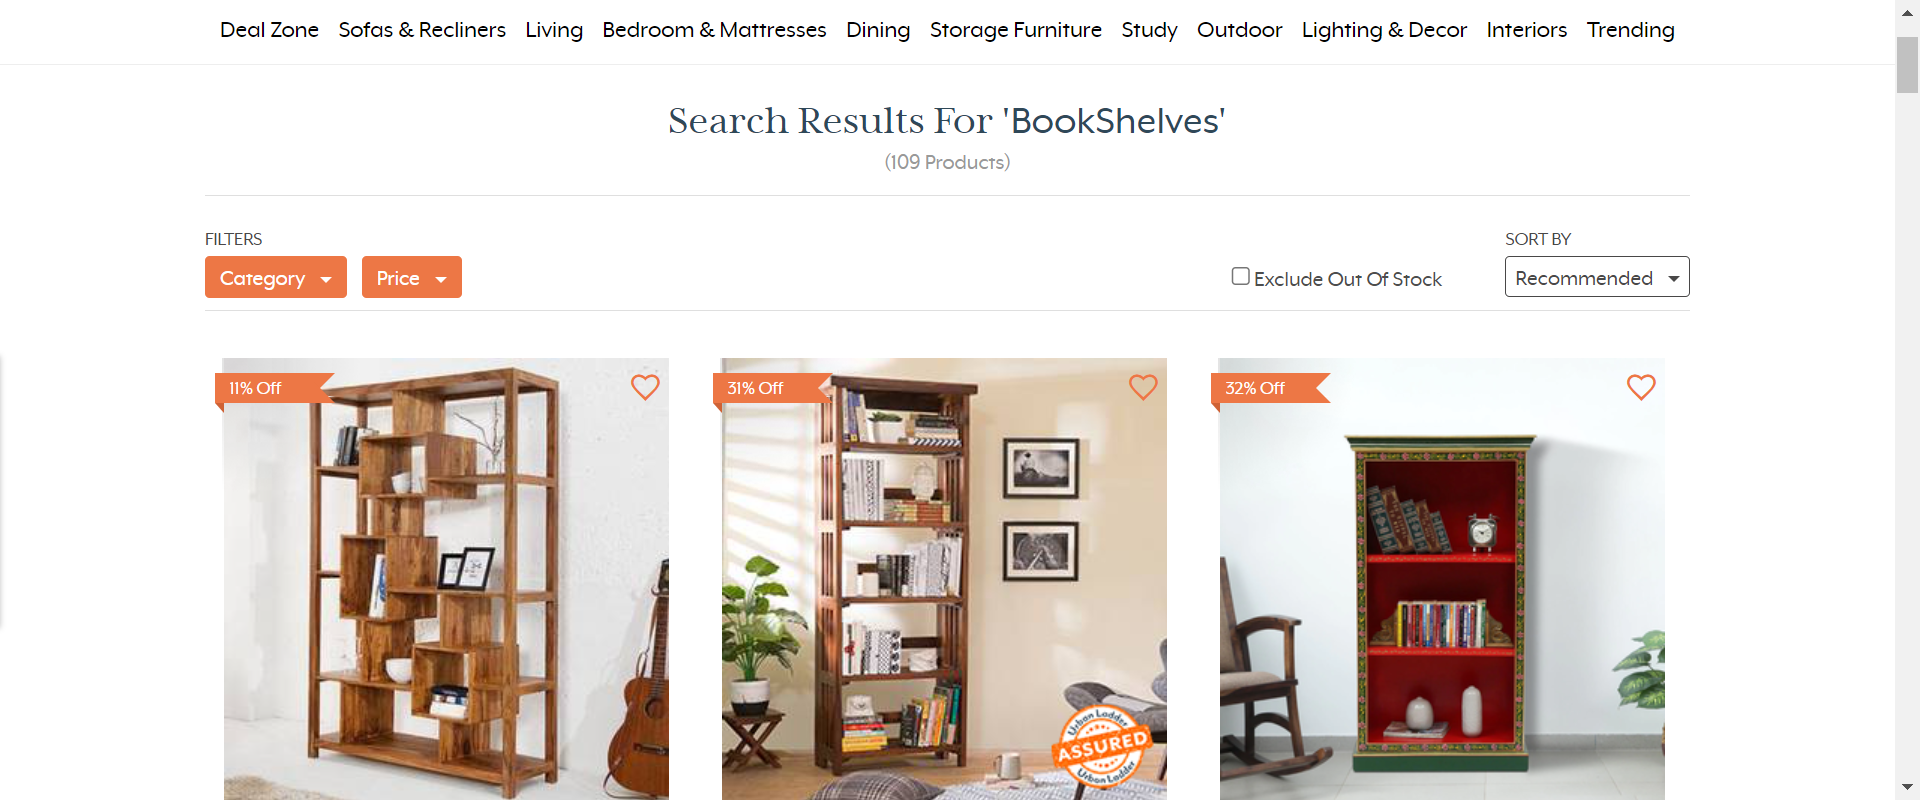 Deal Zone Sofas & Recliners Living Bedroom & Mattresses Dining Storage Furniture Study Outdoor Lighting & Decor Interiors Trending
Search Results For 'BookShelves'
(109 Products)
FILTERS
SORT BY
Category
Price
Exclude Out Of Stock
Recommended
11% Off
31% Off
32% Off
Urban Ladder
ASSURED
Urban Ladder